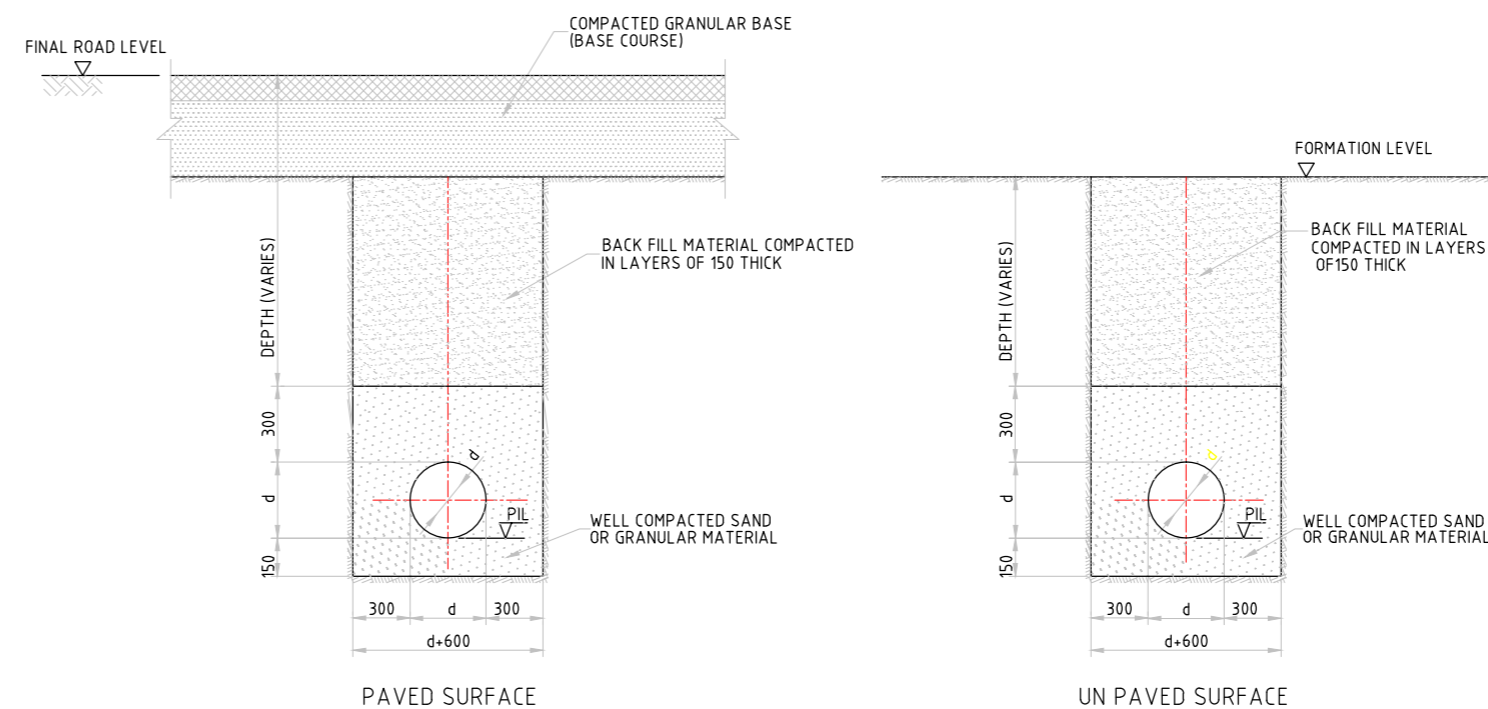 COMPACTED GRANULAR BASE
(BASE COURSE)
FINAL ROAD LEVEL
BACK FILL MATERIAL COMPACTED
IN LAYERS OF 150 THICK
DEPTH (VARIES)
300
d
d
PIL
WELL COMPACTED SAND
OR GRANULAR MATERIAL
150
300
d
300
d+600
PAVED SURFACE
FORMATION LEVEL
BACK FILL MATERIAL
COMPACTED IN LAYERS
OF150 THICK
DEPTH (VARIES)
300
d
d
PIL
WELL COMPACTED SAND
OR GRANULAR MATERIAL
150
300
d
300
d+600
UN PAVED SURFACE